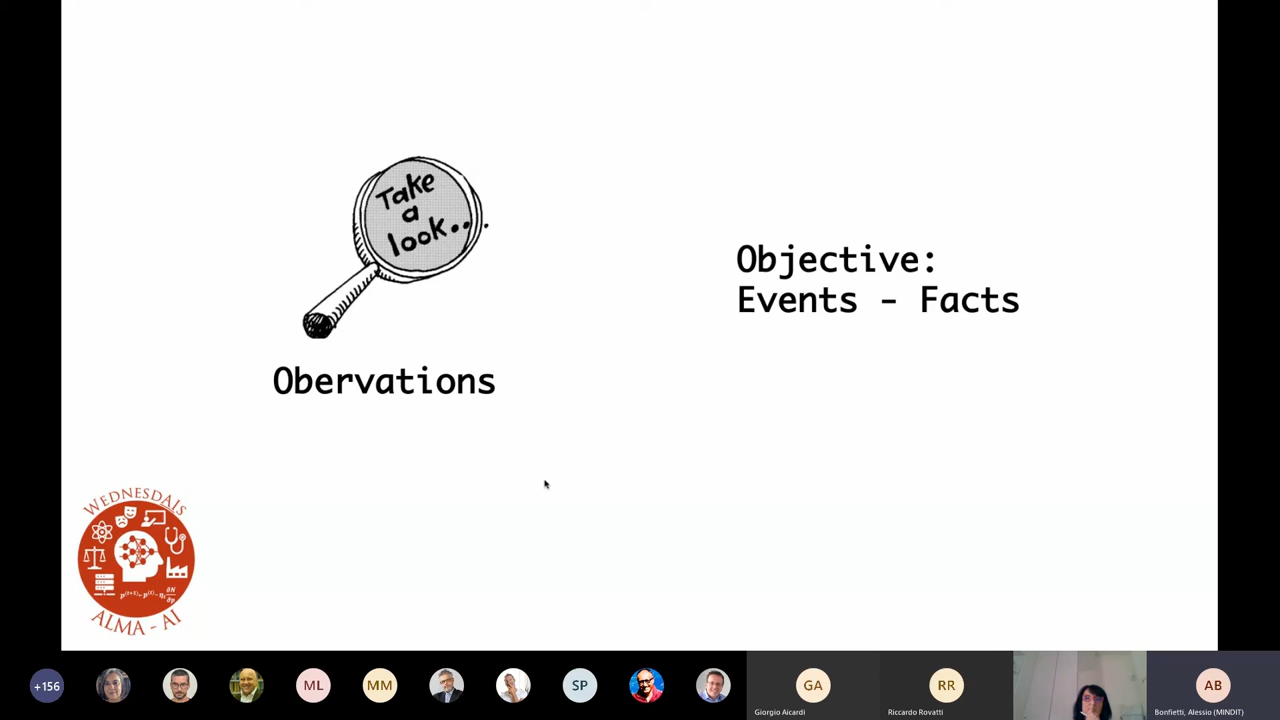 Take
a
look...
Obervations
Objective:
Events - Facts
WEDNESDAIS
ALMA - AI
+156
ML
MM
SP
GA
Giorgio Aicardi
RR
Riccardo Rovatti
AB
Bonfietti, Alessio (MINDIT)